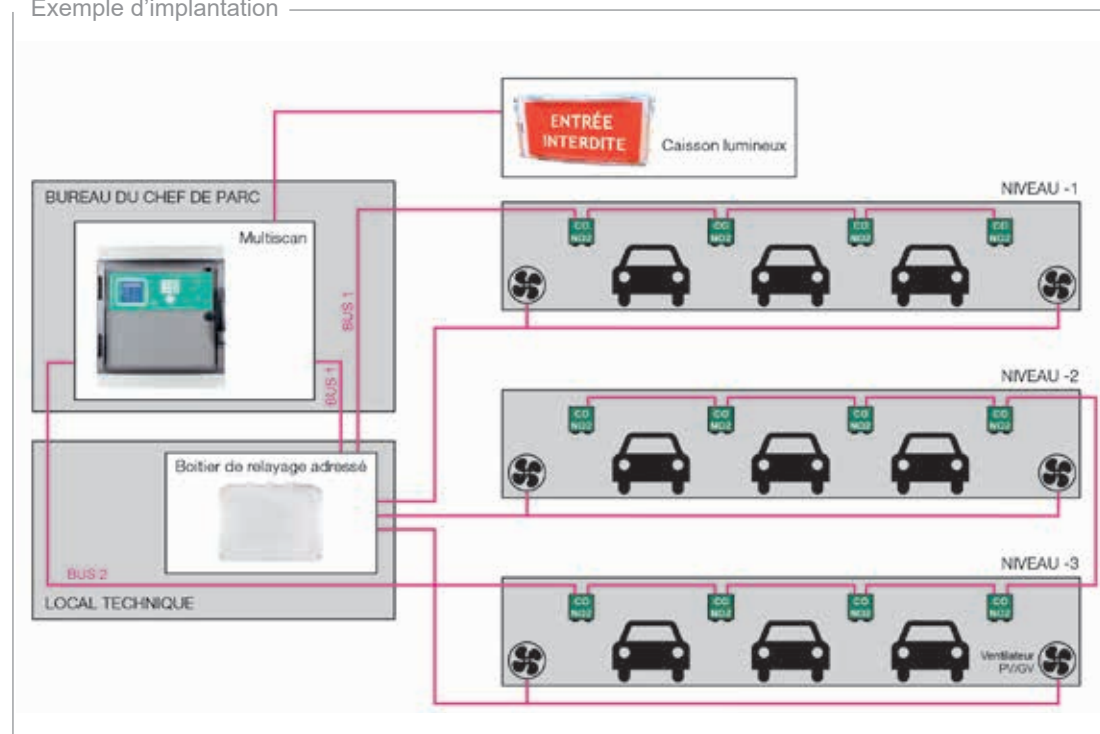 Exemple d'implantation
ENTRÉE
INTERDITE
Caisson lumineux
BUREAU DU CHEF DE PARC
Multiscan
BUS 1
BUS 1
NIVEAU -1
CO
NO2
CO
NO2
CO
NO2
CO
NO2
NIVEAU -2
CO
NO2
CO
NO2
CO
NO2
CO
NO2
Boitier de relayage adressé
BUS 2
LOCAL TECHNIQUE
NIVEAU -3
CO
NO2
CO
NO2
CO
NO2
CO
NO2
Ventilateur
PV/GV